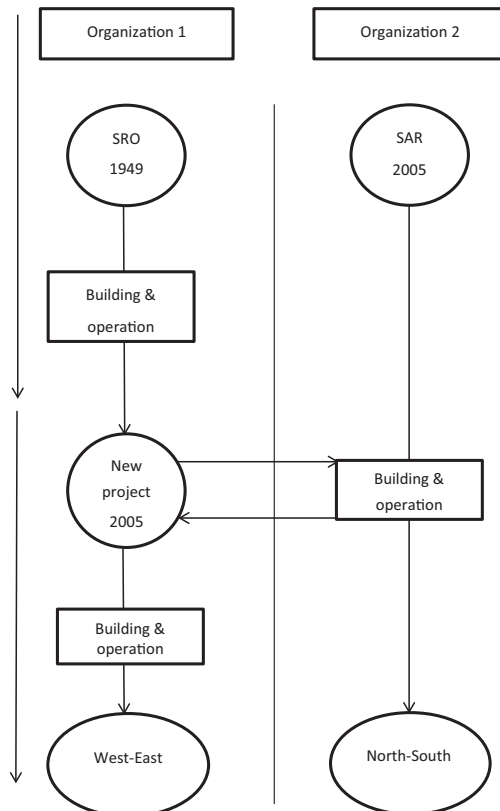 Organization 1
Organization 2
SRO
1949
SAR
2005
Building &
operation
New
project
2005
Building &
operation
Building &
operation
West-East
North-South